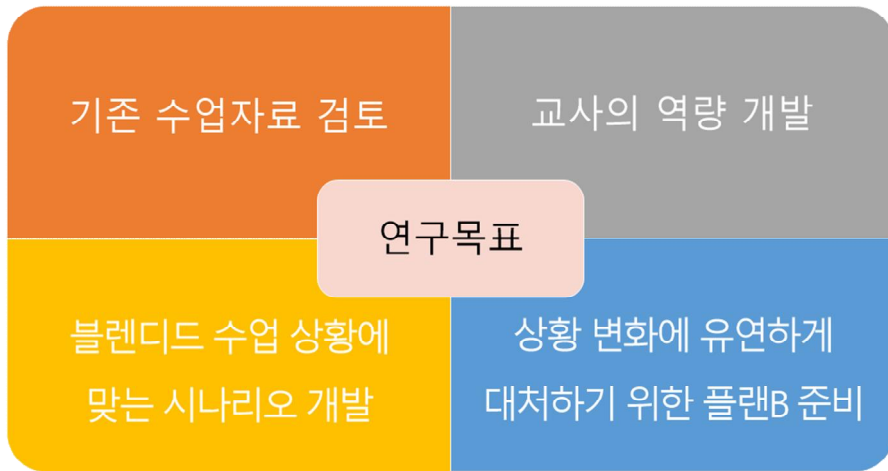 기존 수업자료 검토
교사의 역량 개발
연구목표
블렌디드 수업 상황에
맞는 시나리오 개발
상황 변화에 유연하게
대처하기 위한 플랜B 준비